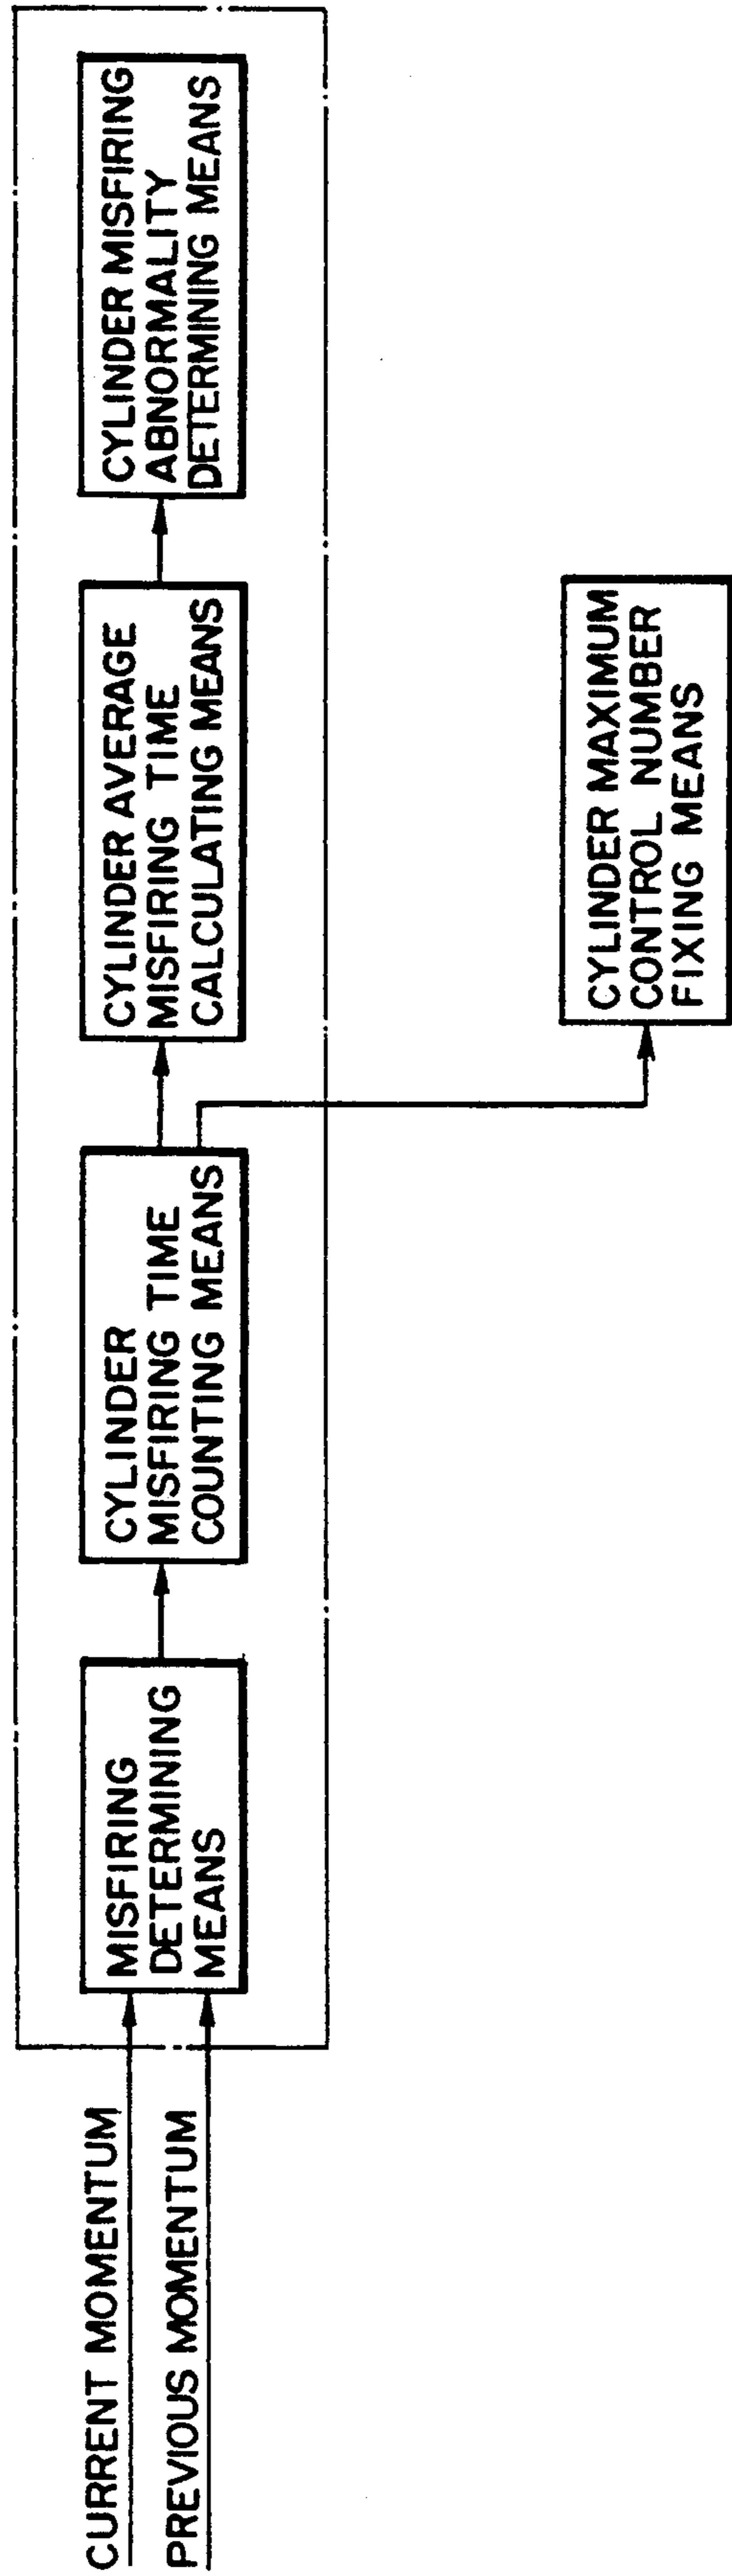 CURRENT MOMENTUM
PREVIOUS MOMENTUM
MISFIRING
DETERMINING
MEANS
CYLINDER
MISFIRING TIME
COUNTING MEANS
CYLINDER AVERAGE
MISFIRING TIME
CALCULATING MEANS
CYLINDER MISFIRING
ABNORMALITY
DETERMINING MEANS
CYLINDER MAXIMUM
CONTROL NUMBER
FIXING MEANS